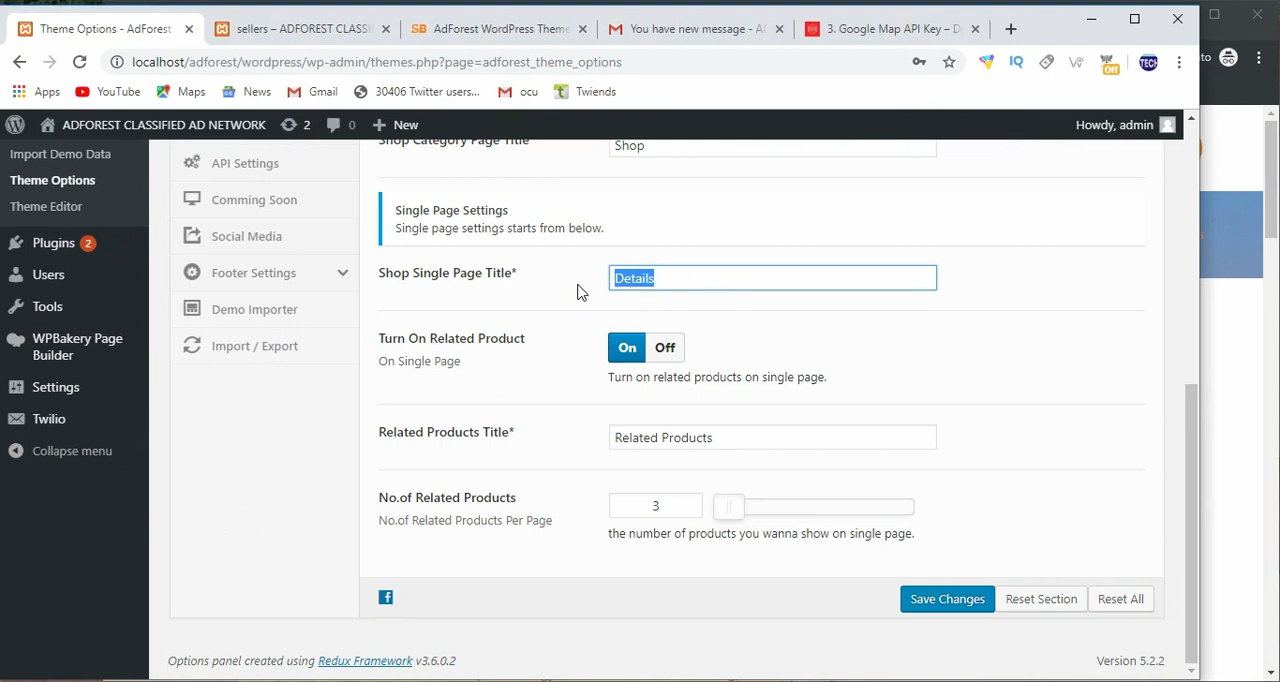 Theme Options - AdForest
sellers – ADFOREST CLASSIF
AdForest WordPress Theme
You have new message - A
3. Google Map API Key – D
localhost/adforest/wordpress/wp-admin/themes.php?page=adforest_theme_options
Apps
YouTube
Maps
News
Gmail
30406 Twitter users...
ocu
Twiends
ADFOREST CLASSIFIED AD NETWORK
2
0
New
Howdy, admin
Import Demo Data
Theme Options
Theme Editor
Plugins 2
Users
Tools
WPBakery Page
Builder
Settings
Twilio
Collapse menu
API Settings
Comming Soon
Social Media
Footer Settings
Demo Importer
Import / Export
Shop Category Page Title
Shop
Single Page Settings
Single page settings starts from below.
Shop Single Page Title*
Details
Turn On Related Product
On Single Page
On Off
Turn on related products on single page.
Related Products Title*
Related Products
No.of Related Products
No.of Related Products Per Page
3
the number of products you wanna show on single page.
Save Changes
Reset Section
Reset All
Options panel created using Redux Framework v3.6.0.2
Version 5.2.2